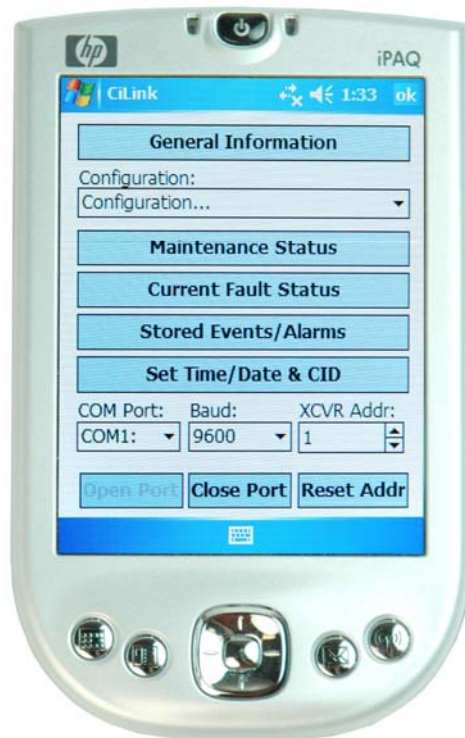 hp
iPAQ
CiLink 1:33 ok
General Information
Configuration:
Configuration...
Maintenance Status
Current Fault Status
Stored Events/Alarms
Set Time/Date & CID
COM Port: Baud: XCVR Addr:
COM1: 9600 1
Open Port Close Port Reset Addr